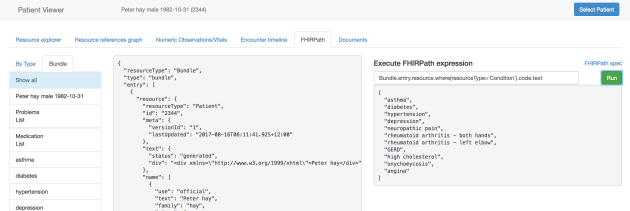 Patient Viewer
Peter hay male 1982-10-31 (2344)
Select Patient
Resource explorer
Resource references graph
Numeric Observations/Vitals
Encounter timeline
FHIRPath
Documents
By Type
Bundle
Show all
Peter hay male 1982-10-31
Problems
List
Medication
List
asthma
diabetes
hypertension
depression
{
"resourceType": "Bundle",
"type": "bundle",
"entry": [
{
"resource": {
"resourceType": "Patient",
"id": "2344",
"meta": {
"versionId": "1",
"lastUpdated": "2017-08-16T06:11:41.925+12:00"
},
"text": {
"status": "generated",
"div": "<div xmlns=\"http://www.w3.org/1999/xhtml\">Peter hay</div>"
},
"name": [
{
"use": "official",
"text": "Peter hay",
"family": "hay",
Execute FHIRPath expression
FHIRPath spec
Bundle.entry.resource.where(resourceType='Condition').code.text
Run
[
"asthma",
"diabetes",
"hypertension",
"depression",
"neuropathic pain",
"rheumatoid arthritis - both hands",
"rheumatoid arthritis - left elbow",
"GERD",
"high cholesterol",
"onychomycosis",
"angina"
]